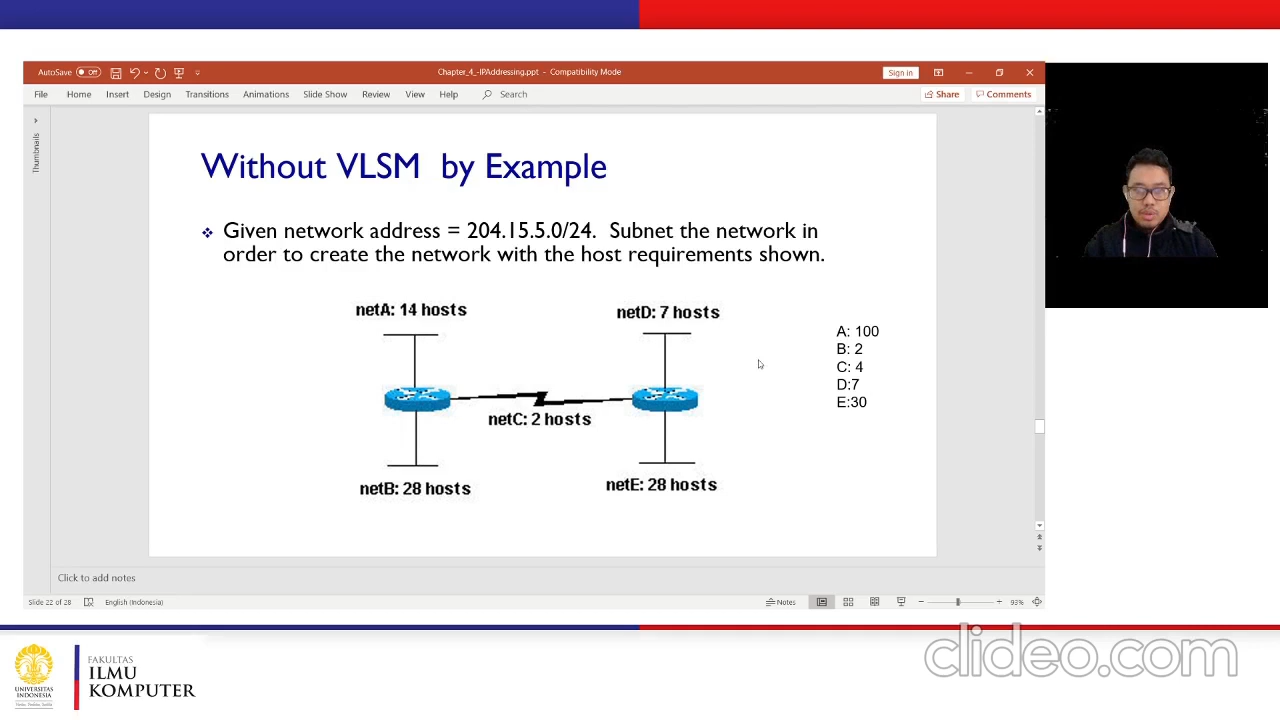 AutoSave Off
Chapter_4_-IPAddressing.ppt - Compatibility Mode
Sign in
File Home Insert Design Transitions Animations Slide Show Review View Help Search
Share Comments
Thumbnails
Without VLSM by Example
Given network address = 204.15.5.0/24. Subnet the network in
order to create the network with the host requirements shown.
netA: 14 hosts
netD: 7 hosts
netC: 2 hosts
netB: 28 hosts
netE: 28 hosts
A: 100
B: 2
C: 4
D:7
E:30
Click to add notes
Slide 22 of 28 English (Indonesia) Notes 93%
UNIVERSITAS
INDONESIA
FAKULTAS
ILMU
KOMPUTER
clideo.com